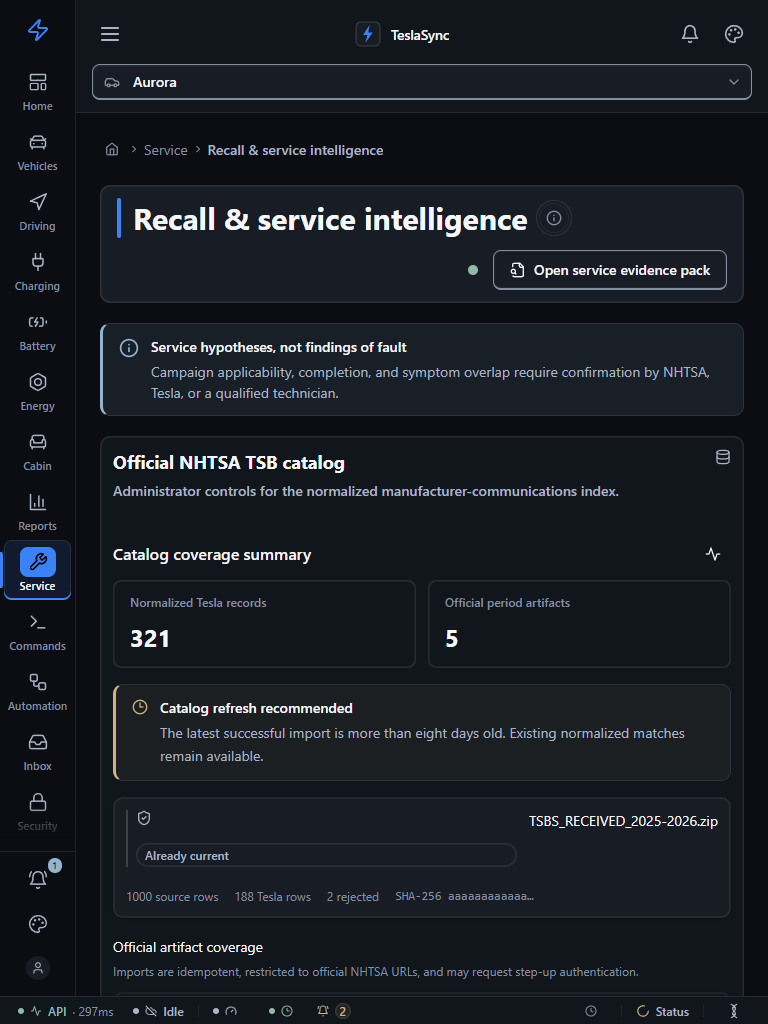 TeslaSync
Aurora
Home
Vehicles
Driving
Charging
Battery
Energy
Cabin
Reports
Service
Commands
Automation
Inbox
Security
1
Service
Recall & service intelligence
Recall & service intelligence
Open service evidence pack
Service hypotheses, not findings of fault
Campaign applicability, completion, and symptom overlap require confirmation by NHTSA,
Tesla, or a qualified technician.
Official NHTSA TSB catalog
Administrator controls for the normalized manufacturer-communications index.
Catalog coverage summary
Normalized Tesla records
321
Official period artifacts
5
Catalog refresh recommended
The latest successful import is more than eight days old. Existing normalized matches
remain available.
TSBS_RECEIVED_2025-2026.zip
Already current
1000 source rows 188 Tesla rows 2 rejected SHA-256 aaaaaaaaaaaa…
Official artifact coverage
Imports are idempotent, restricted to official NHTSA URLs, and may request step-up authentication.
API · 297ms Idle 2 Status